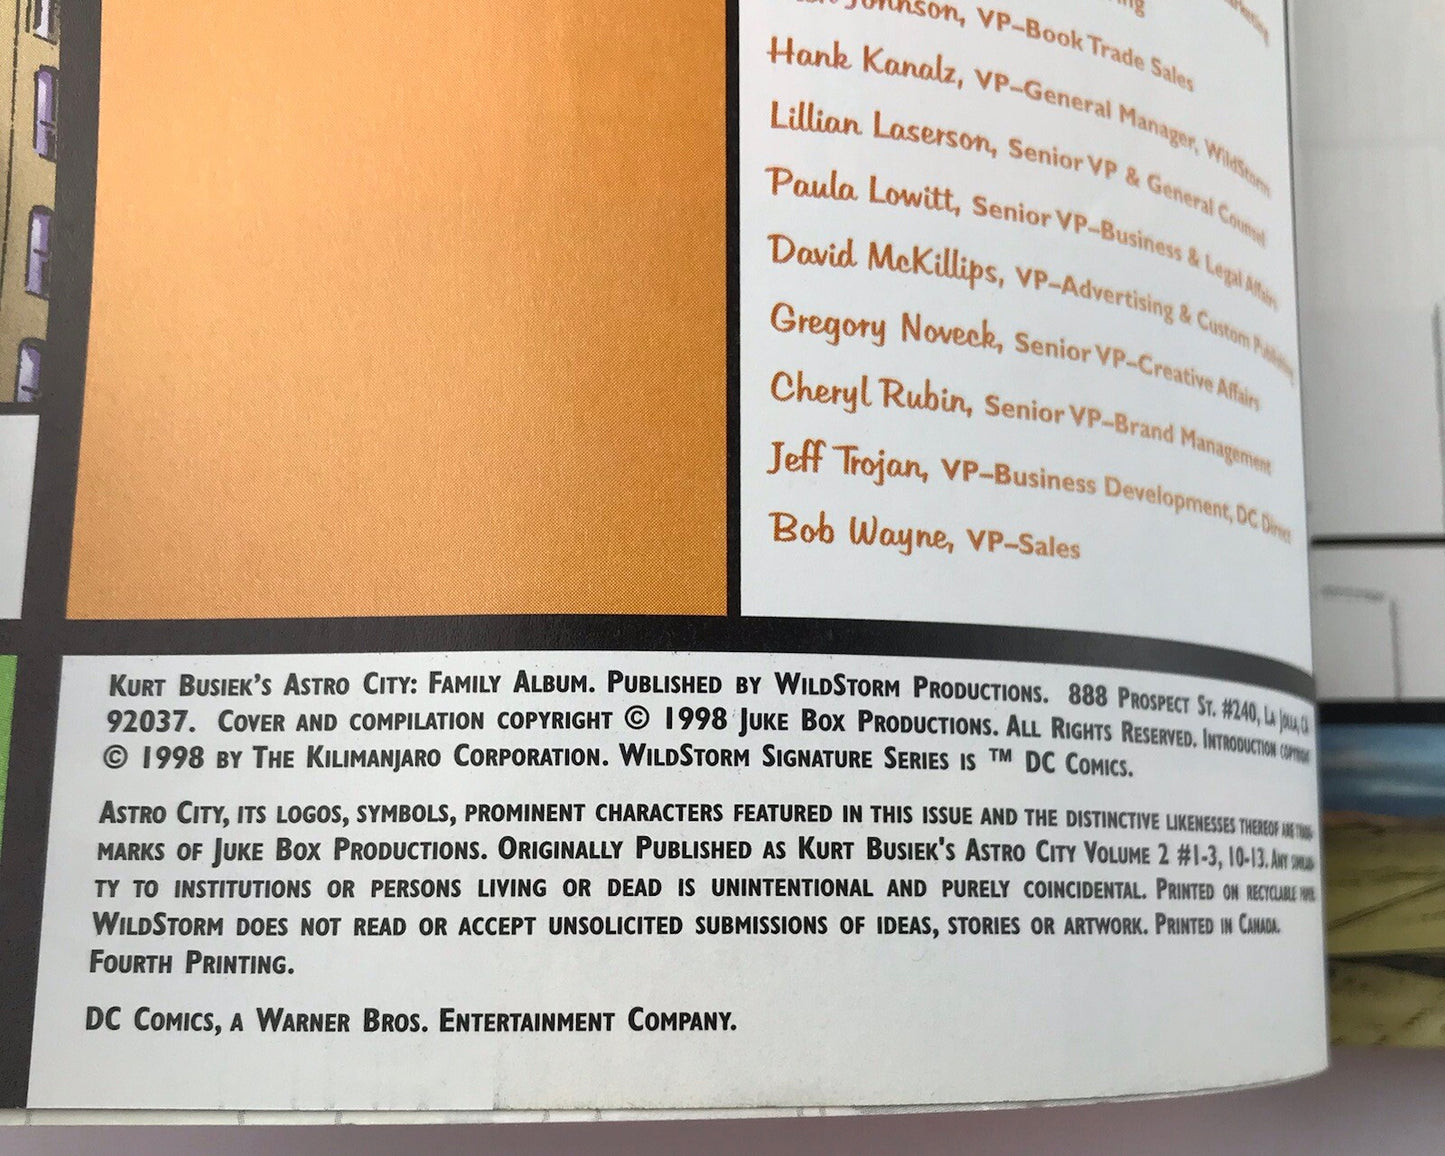 Johnson, VP–Book Trade Sales
Hank Kanalz, VP–General Manager, WildStorm
Lillian Laserson, Senior VP & General Counsel
Paula Lowitt, Senior VP–Business & Legal Affairs
David McKillips, VP–Advertising & Custom Publishing
Gregory Noveck, Senior VP–Creative Affairs
Cheryl Rubin, Senior VP–Brand Management
Jeff Trojan, VP–Business Development, DC Direct
Bob Wayne, VP–Sales
Kurt Busiek's Astro City: Family Album. Published by WildStorm Productions. 888 Prospect St. #240, La Jolla, CA
92037. Cover and compilation copyright © 1998 Juke Box Productions. All Rights Reserved. Introduction copyright
© 1998 by The Kilimanjaro Corporation. WildStorm Signature Series is ™ DC Comics.
Astro City, its logos, symbols, prominent characters featured in this issue and the distinctive likenesses thereof are trade-
marks of Juke Box Productions. Originally Published as Kurt Busiek's Astro City Volume 2 #1-3, 10-13. Any similari-
ty to institutions or persons living or dead is unintentional and purely coincidental. Printed on recyclable paper.
WildStorm does not read or accept unsolicited submissions of ideas, stories or artwork. Printed in Canada.
Fourth Printing.
DC Comics, a Warner Bros. Entertainment Company.